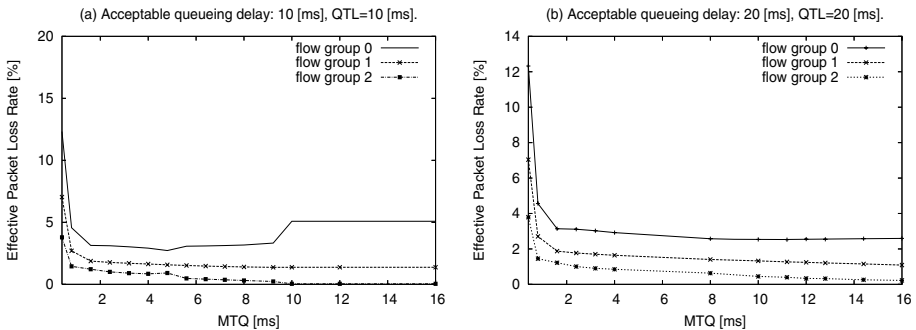 (a) Acceptable queueing delay: 10 [ms], QTL=10 [ms].
20
15
10
5
0
Effective Packet Loss Rate [%]
flow group 0
flow group 1
flow group 2
2 4 6 8 10 12 14 16
MTQ [ms]
(b) Acceptable queueing delay: 20 [ms], QTL=20 [ms].
14
12
10
8
6
4
2
0
Effective Packet Loss Rate [%]
flow group 0
flow group 1
flow group 2
2 4 6 8 10 12 14 16
MTQ [ms]